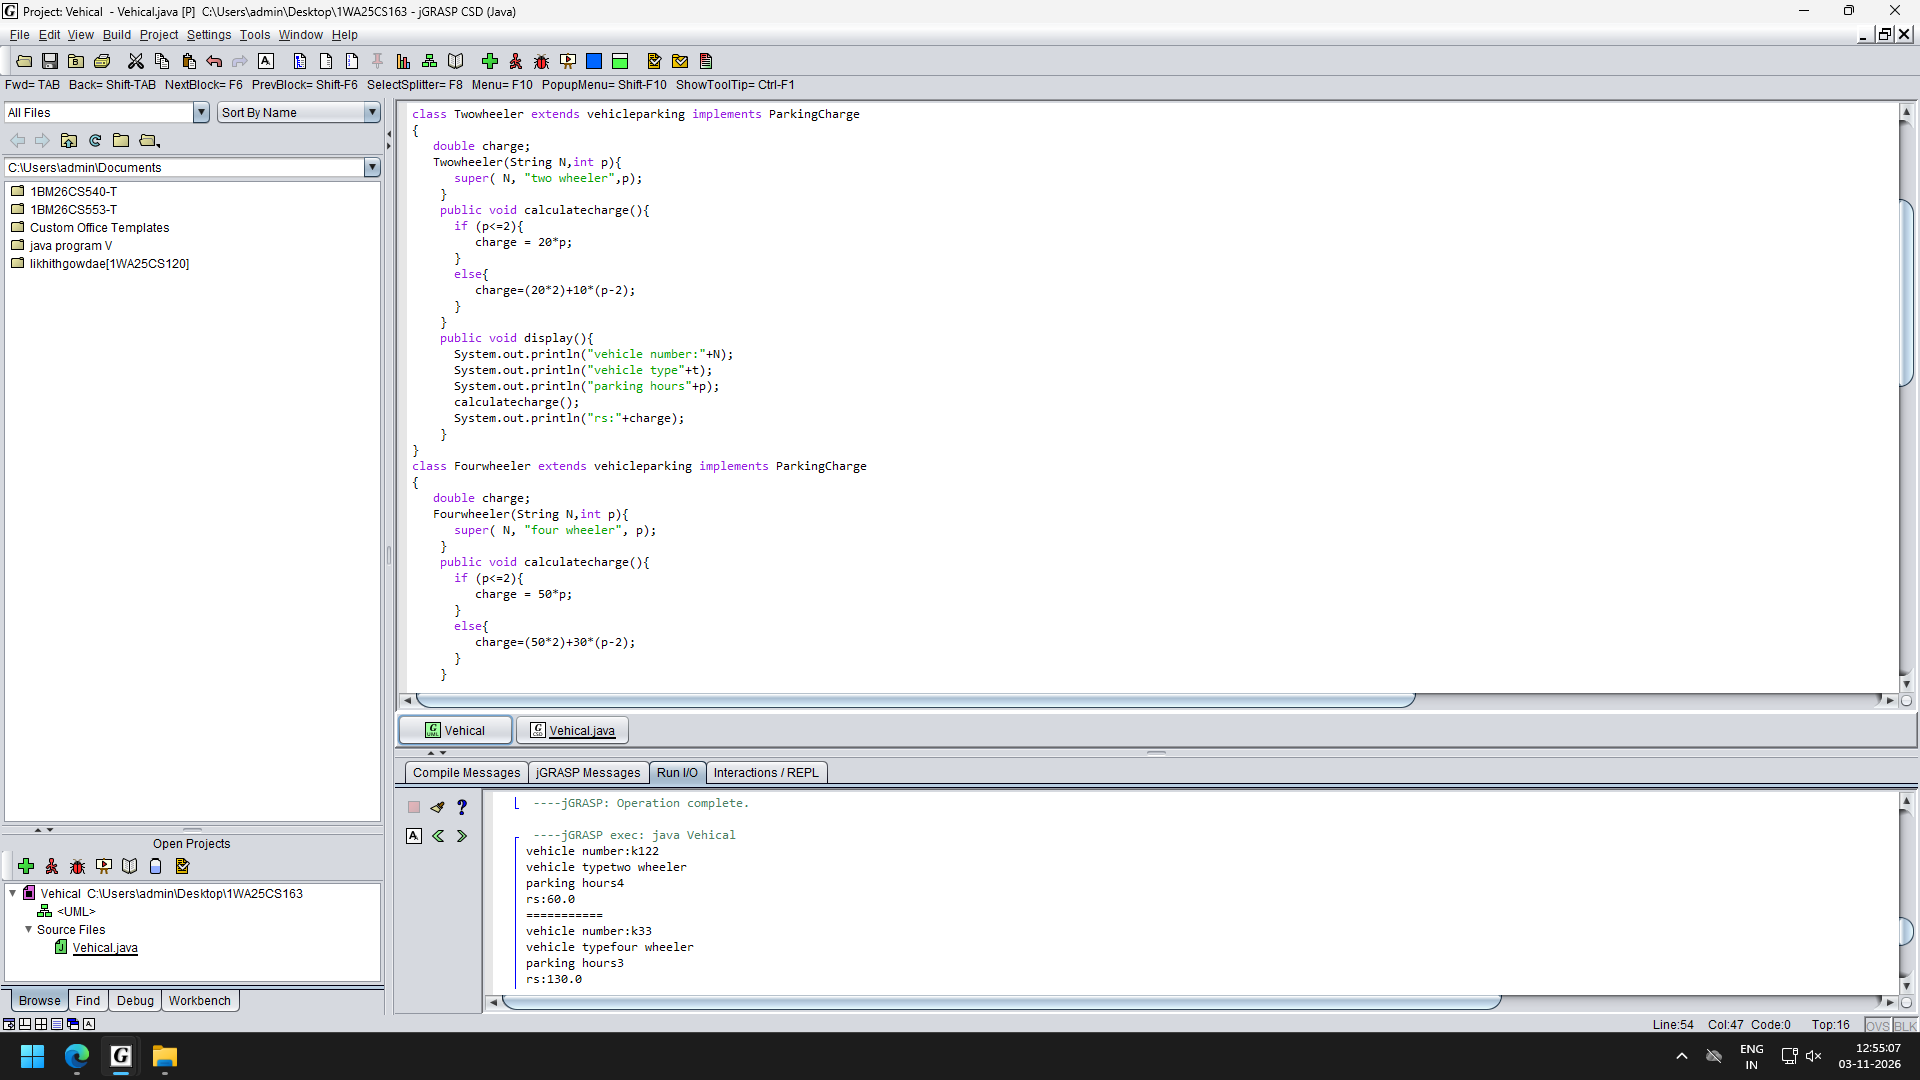 Project: Vehical - Vehical.java [P] C:\Users\admin\Desktop\1WA25CS163 - jGRASP CSD (Java)
File Edit View Build Project Settings Tools Window Help
Fwd= TAB Back= Shift-TAB NextBlock= F6 PrevBlock= Shift-F6 SelectSplitter= F8 Menu= F10 PopupMenu= Shift-F10 ShowToolTip= Ctrl-F1
All Files
Sort By Name
C:\Users\admin\Documents
1BM26CS540-T
1BM26CS553-T
Custom Office Templates
java program V
likhithgowdae[1WA25CS120]
class Twowheeler extends vehicleparking implements ParkingCharge
{
double charge;
Twowheeler(String N,int p){
super( N, "two wheeler",p);
}
public void calculatecharge(){
if (p<=2){
charge = 20*p;
}
else{
charge=(20*2)+10*(p-2);
}
}
public void display(){
System.out.println("vehicle number:"+N);
System.out.println("vehicle type"+t);
System.out.println("parking hours"+p);
calculatecharge();
System.out.println("rs:"+charge);
}
}
class Fourwheeler extends vehicleparking implements ParkingCharge
{
double charge;
Fourwheeler(String N,int p){
super( N, "four wheeler", p);
}
public void calculatecharge(){
if (p<=2){
charge = 50*p;
}
else{
charge=(50*2)+30*(p-2);
}
}
Vehical Vehical.java
Compile Messages jGRASP Messages Run I/O Interactions / REPL
----jGRASP: Operation complete.
----jGRASP exec: java Vehical
vehicle number:k122
vehicle typetwo wheeler
parking hours4
rs:60.0
===========
vehicle number:k33
vehicle typefour wheeler
parking hours3
rs:130.0
Open Projects
Vehical C:\Users\admin\Desktop\1WA25CS163
<UML>
Source Files
Vehical.java
Browse Find Debug Workbench
Line:54 Col:47 Code:0 Top:16 OVS BLK
ENG
IN
12:55:07
03-11-2026